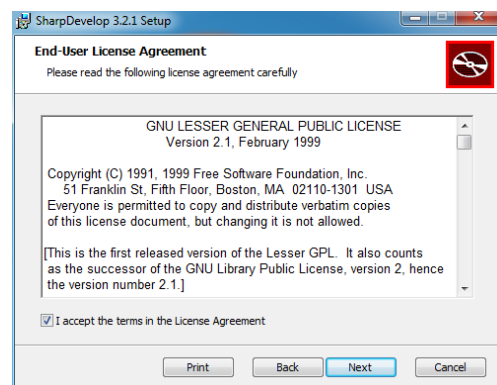 SharpDevelop 3.2.1 Setup
End-User License Agreement
Please read the following license agreement carefully
GNU LESSER GENERAL PUBLIC LICENSE
Version 2.1, February 1999
Copyright (C) 1991, 1999 Free Software Foundation, Inc.
51 Franklin St, Fifth Floor, Boston, MA 02110-1301 USA
Everyone is permitted to copy and distribute verbatim copies
of this license document, but changing it is not allowed.
[This is the first released version of the Lesser GPL. It also counts
as the successor of the GNU Library Public License, version 2, hence
the version number 2.1.]
I accept the terms in the License Agreement
Print
Back
Next
Cancel